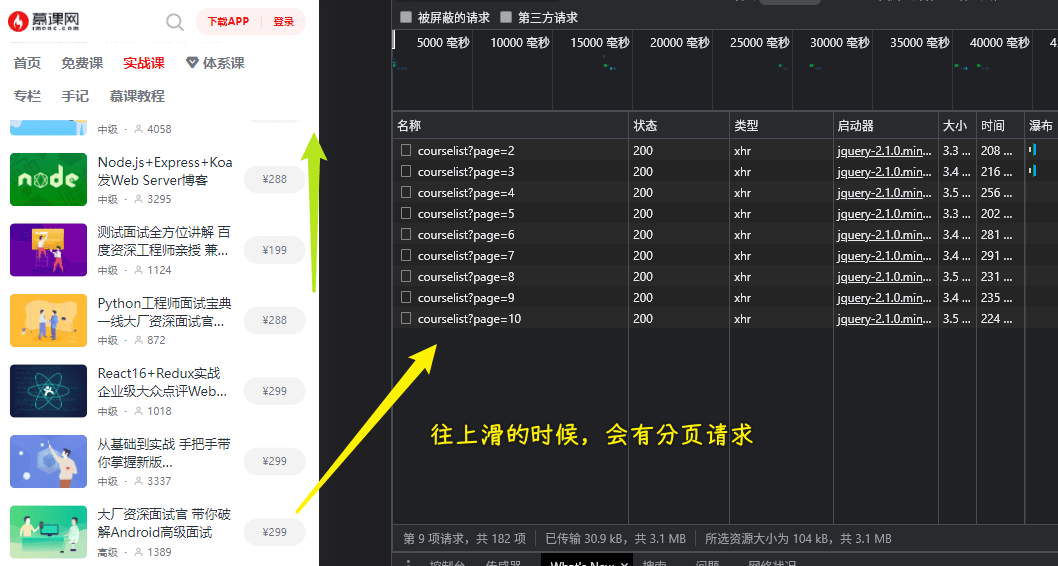 慕课网
imooc.com
下载APP
登录
首页 免费课 实战课 体系课
专栏 手记 慕课教程
中级 · 4058
Node.js+Express+Koa
发Web Server博客
¥288
中级 · 3295
测试面试全方位讲解 百
度资深工程师亲授 兼...
¥199
中级 · 1124
Python工程师面试宝典
一线大厂资深面试官...
¥288
中级 · 872
React16+Redux实战
企业级大众点评Web...
¥299
中级 · 1018
从基础到实战 手把手带
你掌握新版...
¥299
中级 · 3337
大厂资深面试官 带你破
解Android高级面试
¥299
高级 · 1389
被屏蔽的请求 第三方请求
5000 毫秒 10000 毫秒 15000 毫秒 20000 毫秒 25000 毫秒 30000 毫秒 35000 毫秒 40000 毫秒 4
名称 状态 类型 启动器 大小 时间 瀑布
courselist?page=2 200 xhr jquery-2.1.0.min... 3.3 ... 208 ...
courselist?page=3 200 xhr jquery-2.1.0.min... 3.4 ... 216 ...
courselist?page=4 200 xhr jquery-2.1.0.min... 3.5 ... 256 ...
courselist?page=5 200 xhr jquery-2.1.0.min... 3.3 ... 202 ...
courselist?page=6 200 xhr jquery-2.1.0.min... 3.4 ... 281 ...
courselist?page=7 200 xhr jquery-2.1.0.min... 3.4 ... 291 ...
courselist?page=8 200 xhr jquery-2.1.0.min... 3.5 ... 231 ...
courselist?page=9 200 xhr jquery-2.1.0.min... 3.4 ... 235 ...
courselist?page=10 200 xhr jquery-2.1.0.min... 3.5 ... 224 ...
往上滑的时候，会有分页请求
第 9 项请求，共 182 项 已传输 30.9 kB，共 3.1 MB 所选资源大小为 104 kB，共 3.1 MB
控制台 传感器 What's New × 搜索 问题 网络状况